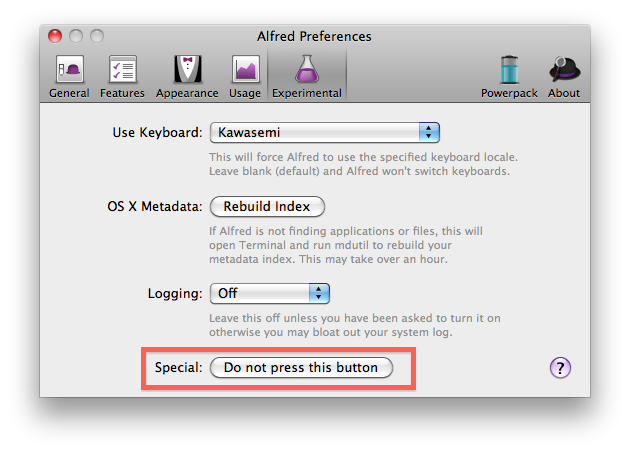 Alfred Preferences
General Features Appearance Usage Experimental Powerpack About
Use Keyboard: Kawasemi
This will force Alfred to use the specified keyboard locale.
Leave blank (default) and Alfred won't switch keyboards.
OS X Metadata: Rebuild Index
If Alfred is not finding applications or files, this will
open Terminal and run mdutil to rebuild your
metadata index. This may take over an hour.
Logging: Off
Leave this off unless you have been asked to turn it on
otherwise you may bloat out your system log.
Special: Do not press this button ?